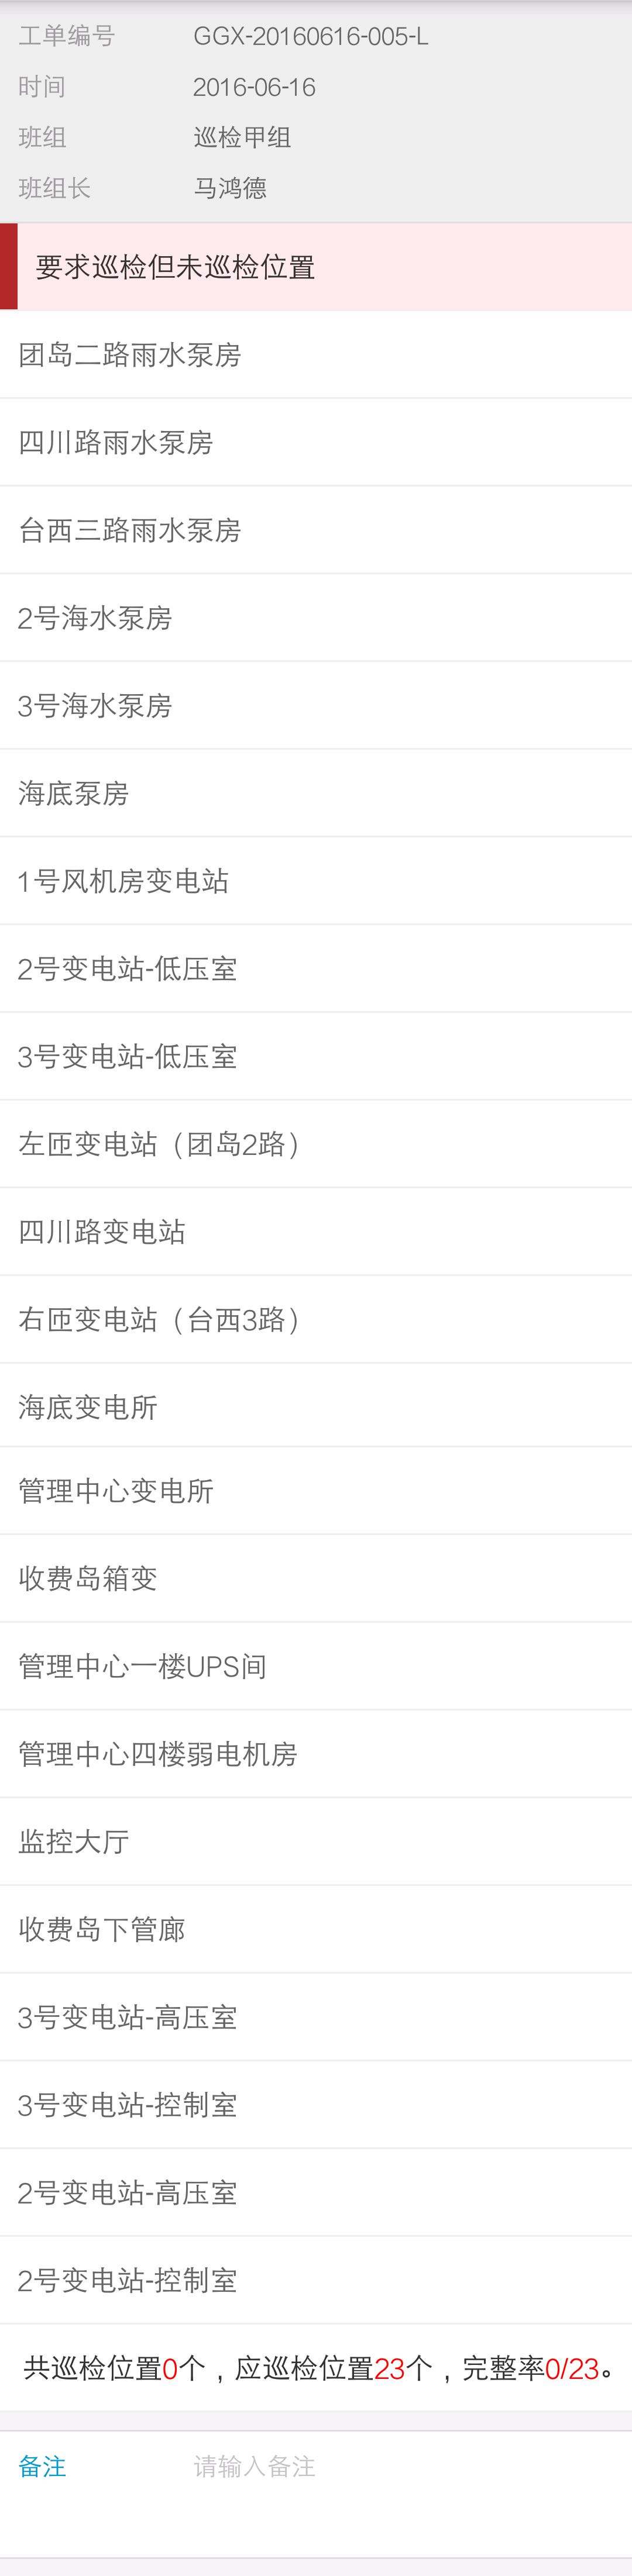 工单编号 GGX-20160616-005-L
时间 2016-06-16
班组 巡检甲组
班组长 马鸿德
要求巡检但未巡检位置
团岛二路雨水泵房
四川路雨水泵房
台西三路雨水泵房
2号海水泵房
3号海水泵房
海底泵房
1号风机房变电站
2号变电站-低压室
3号变电站-低压室
左匝变电站（团岛2路）
四川路变电站
右匝变电站（台西3路）
海底变电所
管理中心变电所
收费岛箱变
管理中心一楼UPS间
管理中心四楼弱电机房
监控大厅
收费岛下管廊
3号变电站-高压室
3号变电站-控制室
2号变电站-高压室
2号变电站-控制室
共巡检位置0个，应巡检位置23个，完整率0/23。
备注 请输入备注